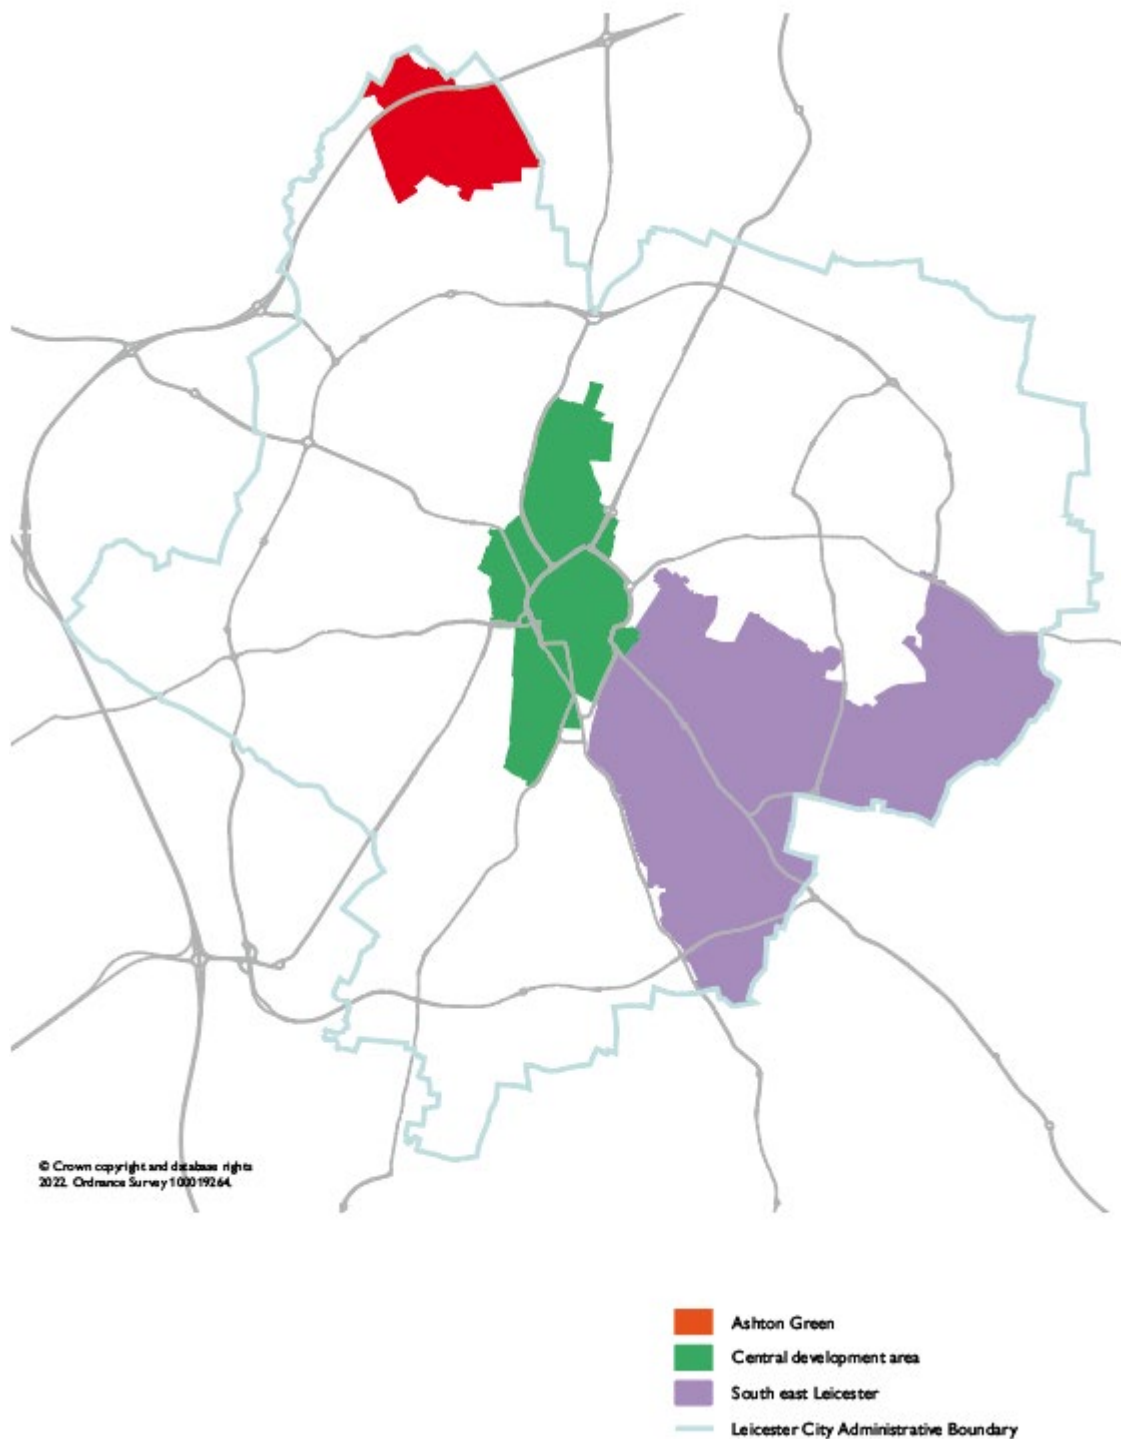 © Crown copyright and database rights
2022. Ordnance Survey 100019264.
Ashton Green
Central development area
South east Leicester
Leicester City Administrative Boundary